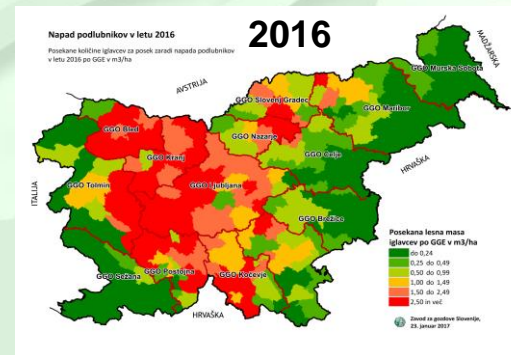 Napad podlubnikov v letu 2016
2016
Posekane količine iglavcev za posek zaradi napada podlubnikov
v letu 2016 po GGE v m3/ha
MADŽARSKA
AVSTRIJA
GGO Murska Sobota
GGO Slovenj Gradec
GGO Maribor
GGO Bled
GGO Nazarje
GGO Kranj
GGO Celje
HRVAŠKA
ITALIJA
GGO Tolmin
GGO Ljubljana
GGO Brežice
GGO Sežana
GGO Postojna
GGO Kočevje
HRVAŠKA
Posekana lesna masa
iglavcev po GGE v m3/ha
do 0,24
0,25 do 0,49
0,50 do 0,99
1,00 do 1,49
1,50 do 2,49
2,50 in več
Zavod za gozdove Slovenije,
23. januar 2017